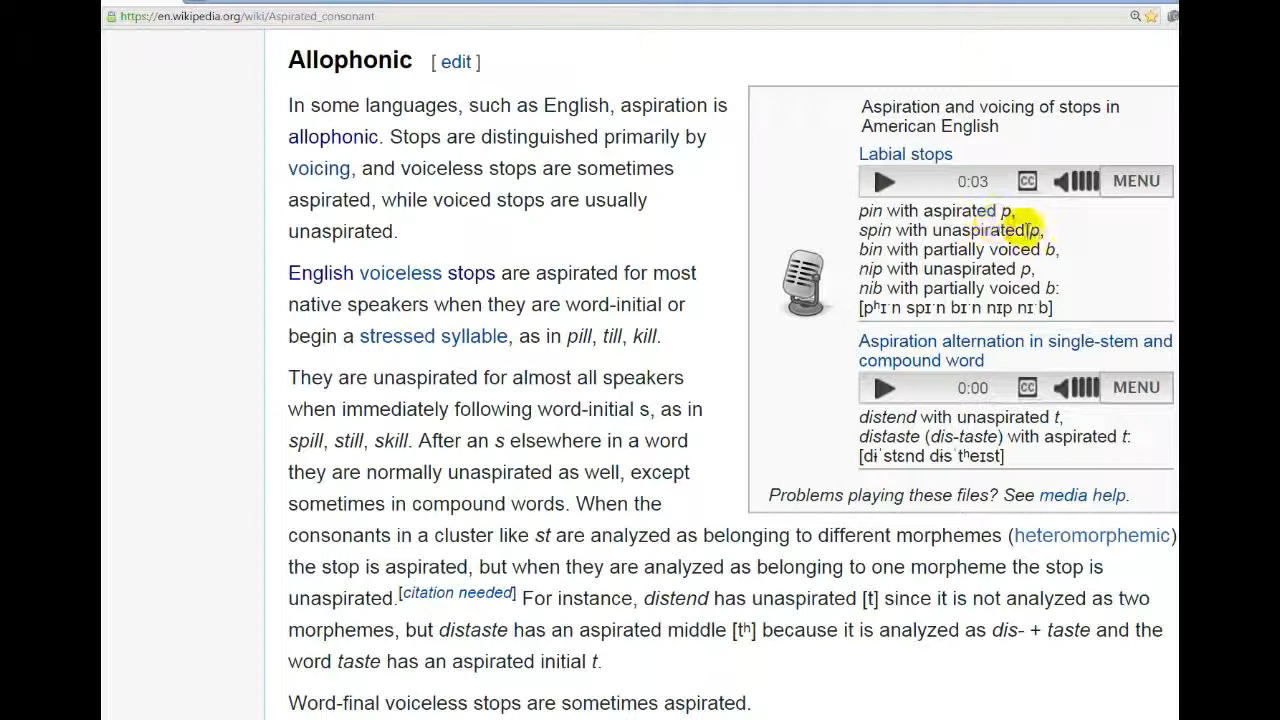 https://en.wikipedia.org/wiki/Aspirated_consonant
Allophonic [ edit ]
In some languages, such as English, aspiration is
allophonic. Stops are distinguished primarily by
voicing, and voiceless stops are sometimes
aspirated, while voiced stops are usually
unaspirated.
English voiceless stops are aspirated for most
native speakers when they are word-initial or
begin a stressed syllable, as in pill, till, kill.
They are unaspirated for almost all speakers
when immediately following word-initial s, as in
spill, still, skill. After an s elsewhere in a word
they are normally unaspirated as well, except
sometimes in compound words. When the
consonants in a cluster like st are analyzed as belonging to different morphemes (heteromorphemic)
the stop is aspirated, but when they are analyzed as belonging to one morpheme the stop is
unaspirated.[citation needed] For instance, distend has unaspirated [t] since it is not analyzed as two
morphemes, but distaste has an aspirated middle [tʰ] because it is analyzed as dis- + taste and the
word taste has an aspirated initial t.
Word-final voiceless stops are sometimes aspirated.
Aspiration and voicing of stops in
American English
Labial stops
0:03 CC MENU
pin with aspirated p,
spin with unaspirated p,
bin with partially voiced b,
nip with unaspirated p,
nib with partially voiced b:
[pʰɪˑn spɪˑn bɪˑn nɪp nɪˑb]
Aspiration alternation in single-stem and
compound word
0:00 CC MENU
distend with unaspirated t,
distaste (dis-taste) with aspirated t:
[dɨˈstɛnd dɨsˈtʰeɪst]
Problems playing these files? See media help.